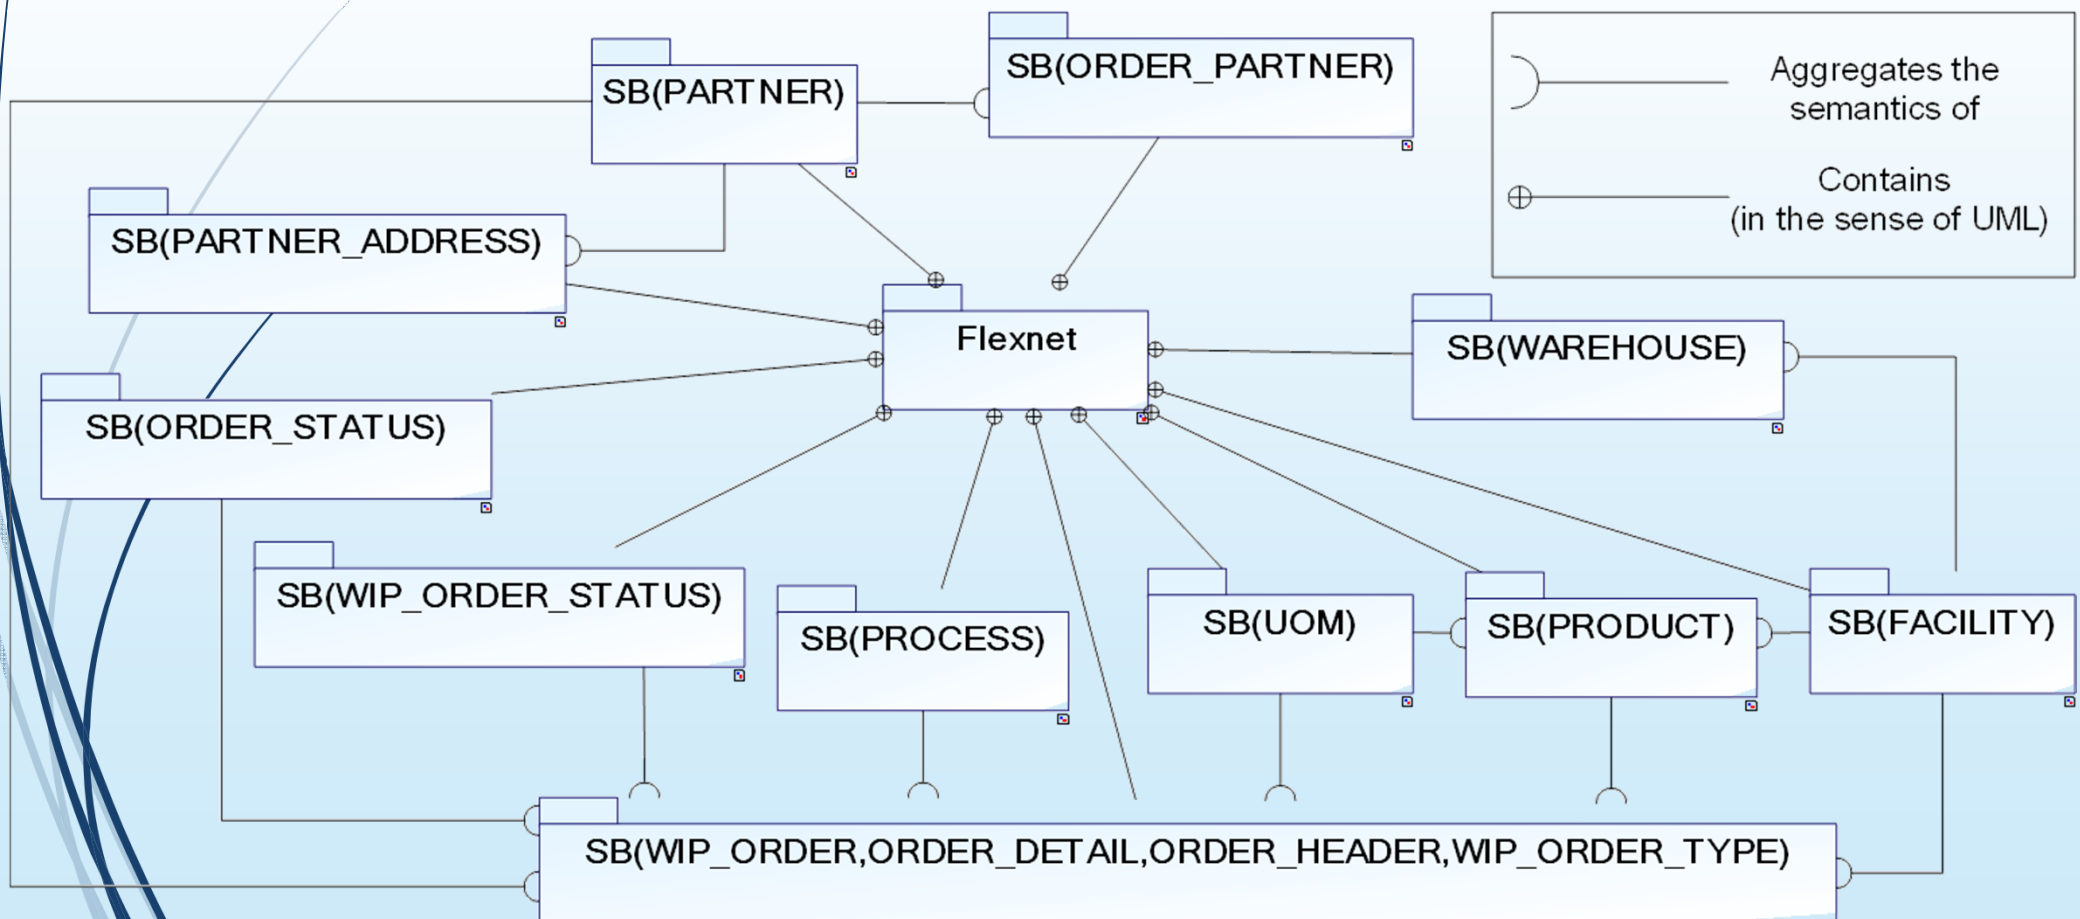 SB(ORDER_PARTNER)
SB(PARTNER)
Aggregates the
semantics of
Contains
(in the sense of UML)
SB(PARTNER_ADDRESS)
Flexnet
SB(WAREHOUSE)
SB(ORDER_STATUS)
SB(WIP_ORDER_STATUS)
SB(PROCESS)
SB(UOM)
SB(PRODUCT)
SB(FACILITY)
SB(WIP_ORDER,ORDER_DETAIL,ORDER_HEADER,WIP_ORDER_TYPE)